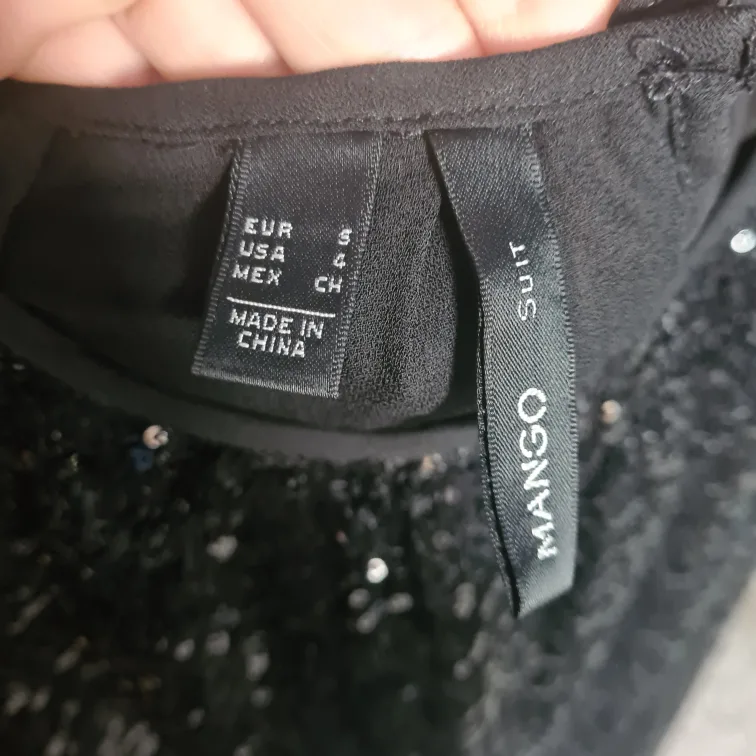 EUR S
USA 4
MEX CH
MADE IN
CHINA
MANGO SUIT